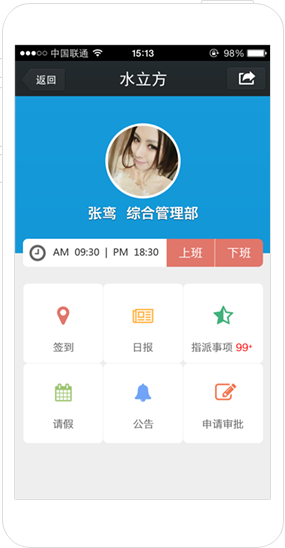 中国联通 15:13 98%
返回 水立方
张鸾 综合管理部
AM 09:30 | PM 18:30 上班 下班
签到 日报 指派事项 99+
请假 公告 申请审批